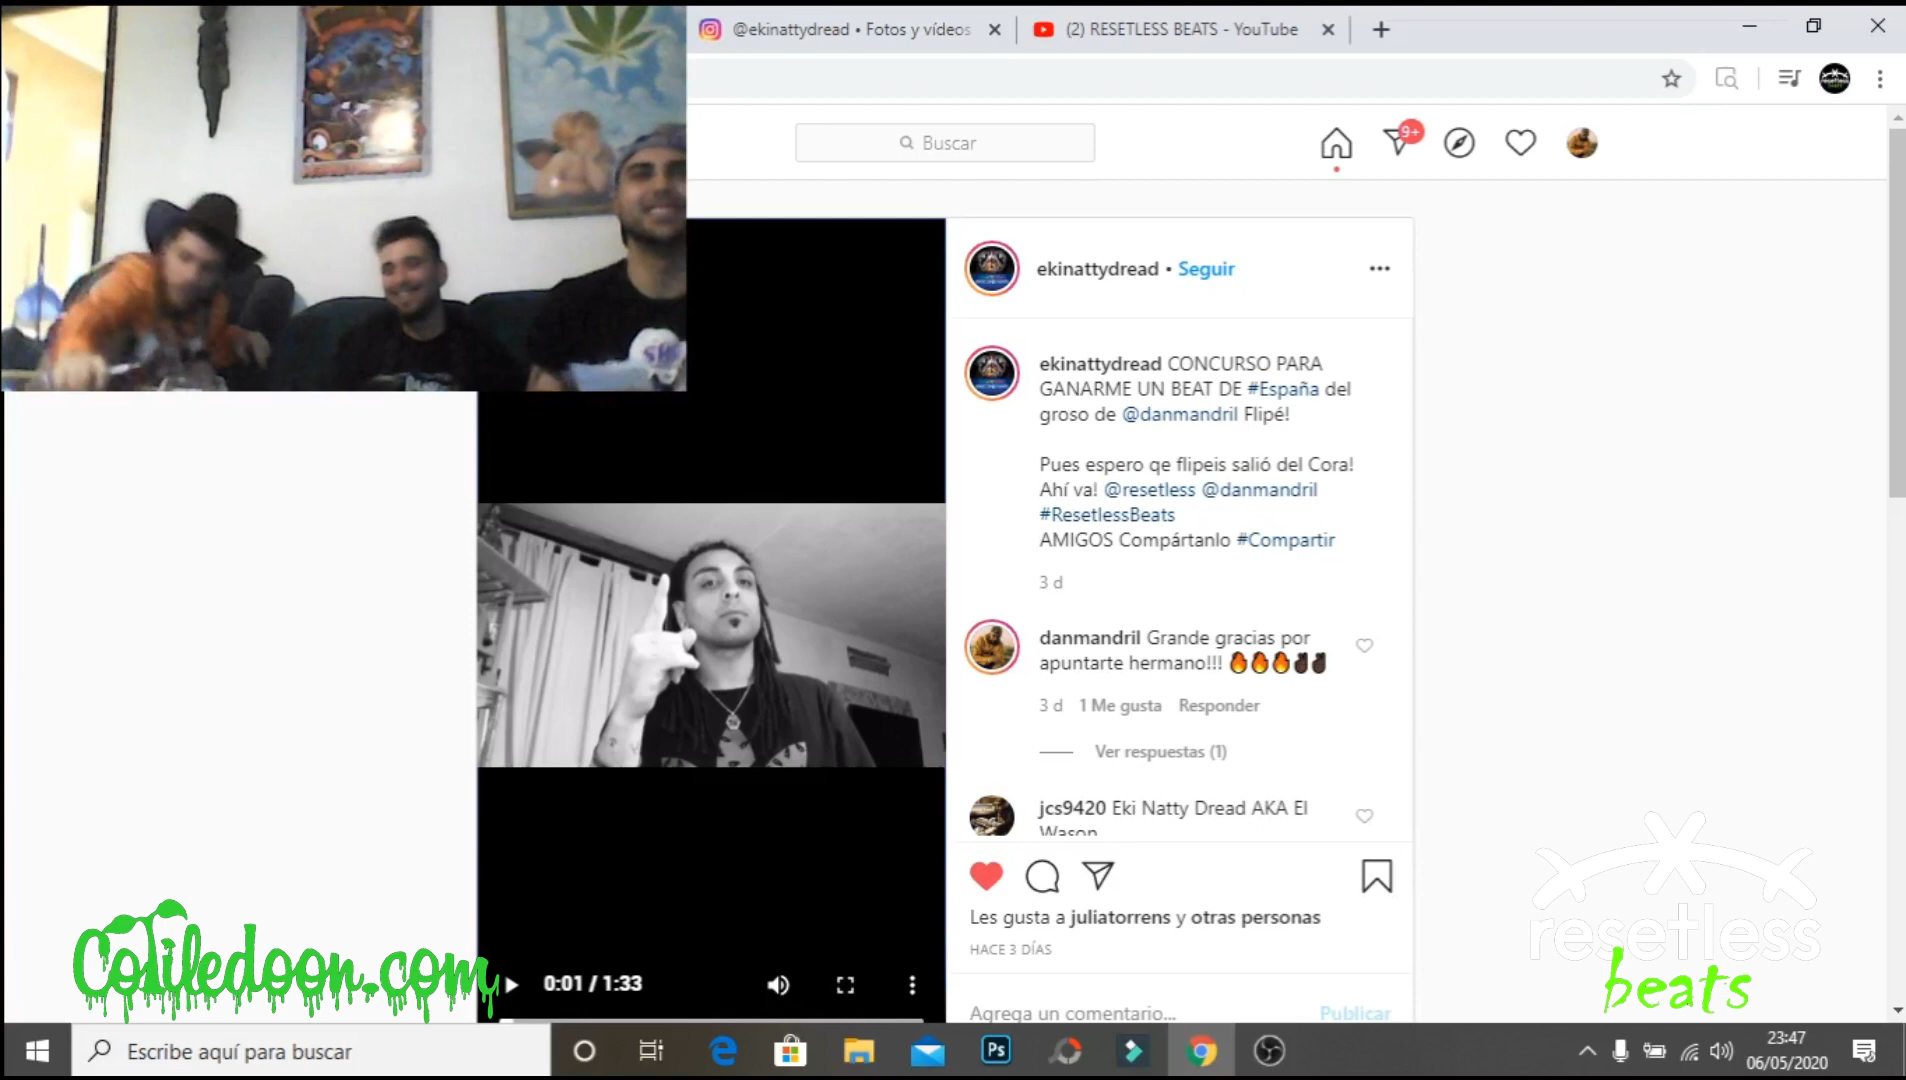 @ekinattydread • Fotos y vídeos
(2) RESETLESS BEATS - YouTube
Buscar
9+
ekinattydread • Seguir
ekinattydread CONCURSO PARA
GANARME UN BEAT DE #España del
groso de @danmandril Flipé!
Pues espero qe flipeis salió del Cora!
Ahí va! @resetless @danmandril
#ResetlessBeats
AMIGOS Compártanlo #Compartir
3 d
danmandril Grande gracias por
apuntarte hermano!!! 🔥🔥🔥✊🏿✊🏿
3 d 1 Me gusta Responder
Ver respuestas (1)
jcs9420 Eki Natty Dread AKA El
Wason
Les gusta a juliatorrens y otras personas
HACE 3 DÍAS
Agrega un comentario...
Publicar
0:01 / 1:33
Cotiledoon.com
resetless
beats
Escribe aquí para buscar
Ps
23:47
06/05/2020